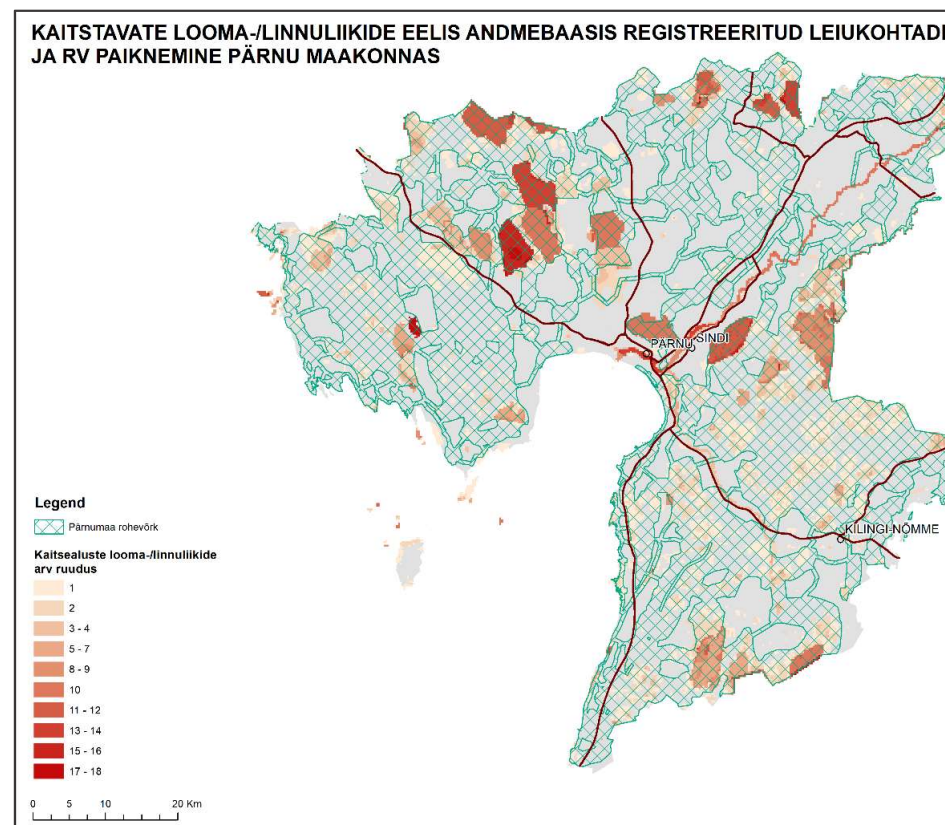 KAITSTAVATE LOOMA-/LINNULIIKIDE EELIS ANDMEBAASIS REGISTREERITUD LEIUKOHTADE
JA RV PAIKNEMINE PÄRNU MAAKONNAS
SINDI
PÄRNU
KILINGI-NÕMME
Legend
Pärnumaa rohevõrk
Kaitsealuste looma-/linnuliikide
arv ruudus
1
2
3 - 4
5 - 7
8 - 9
10
11 - 12
13 - 14
15 - 16
17 - 18
0 5 10 20 Km